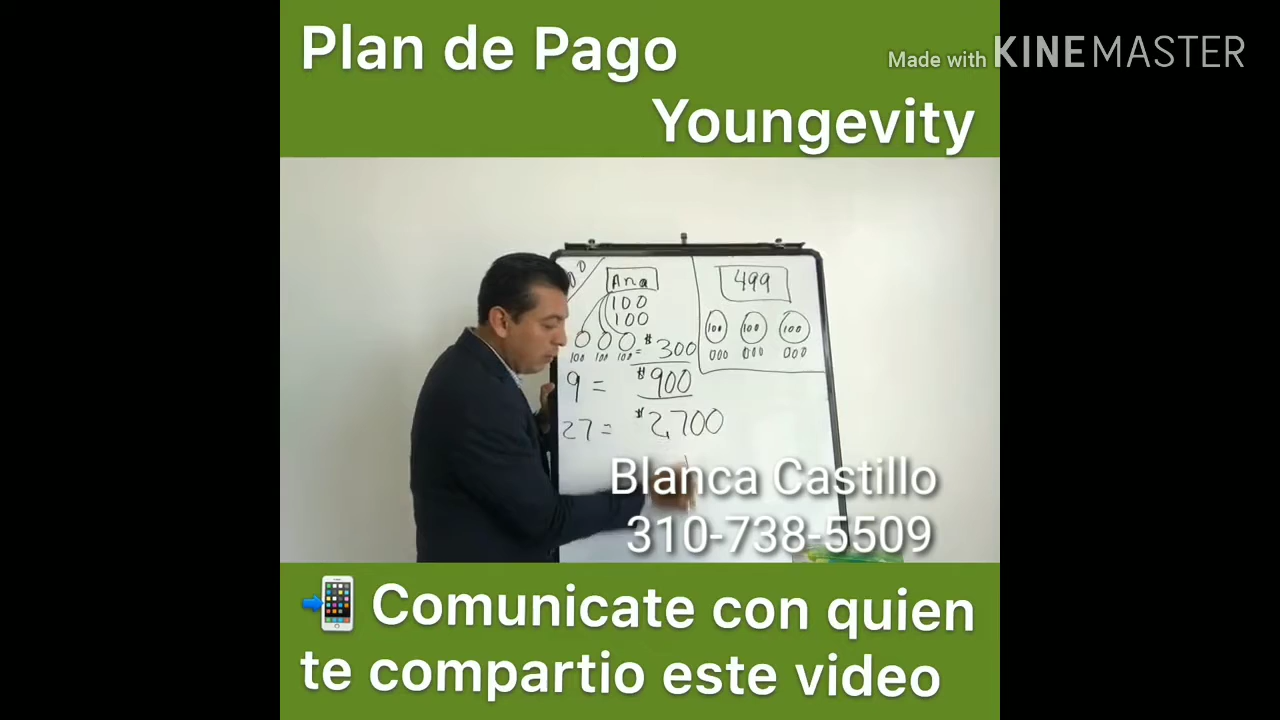 Plan de Pago
Made with KINEMASTER
Youngevity
Ana
499
100
100
100 100 100
100 100 100 = $300
000 000 000
9 = $900
27 = $2,700
Blanca Castillo
310-738-5509
Comunicate con quien
te compartio este video